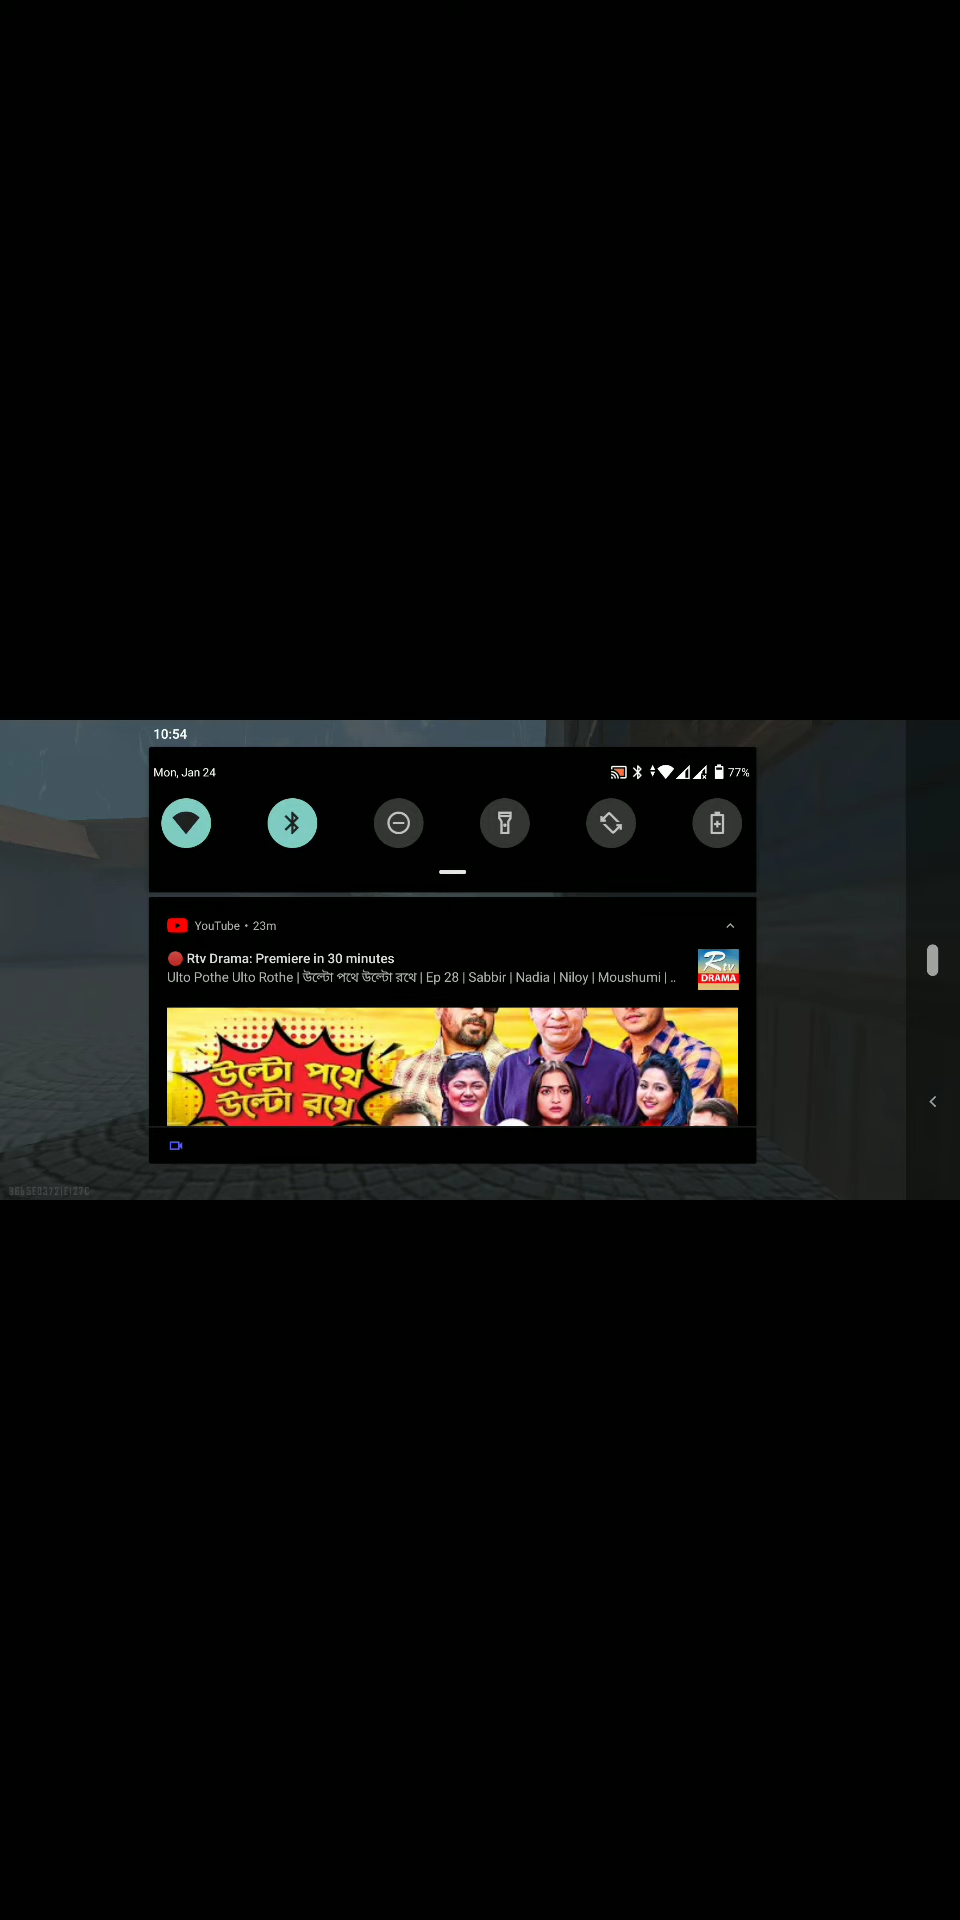 10:54
Mon, Jan 24
77%
YouTube • 23m
🔴 Rtv Drama: Premiere in 30 minutes
Ulto Pothe Ulto Rothe | উল্টো পথে উল্টো রথে | Ep 28 | Sabbir | Nadia | Niloy | Moushumi | ..
Rtv
DRAMA
উল্টো পথে
উল্টো রথে